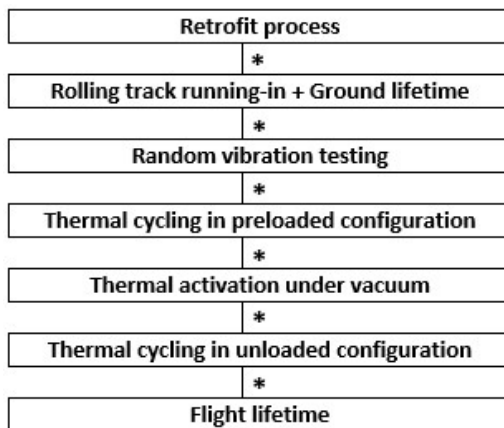 Retrofit process
*
Rolling track running-in + Ground lifetime
*
Random vibration testing
*
Thermal cycling in preloaded configuration
*
Thermal activation under vacuum
*
Thermal cycling in unloaded configuration
*
Flight lifetime